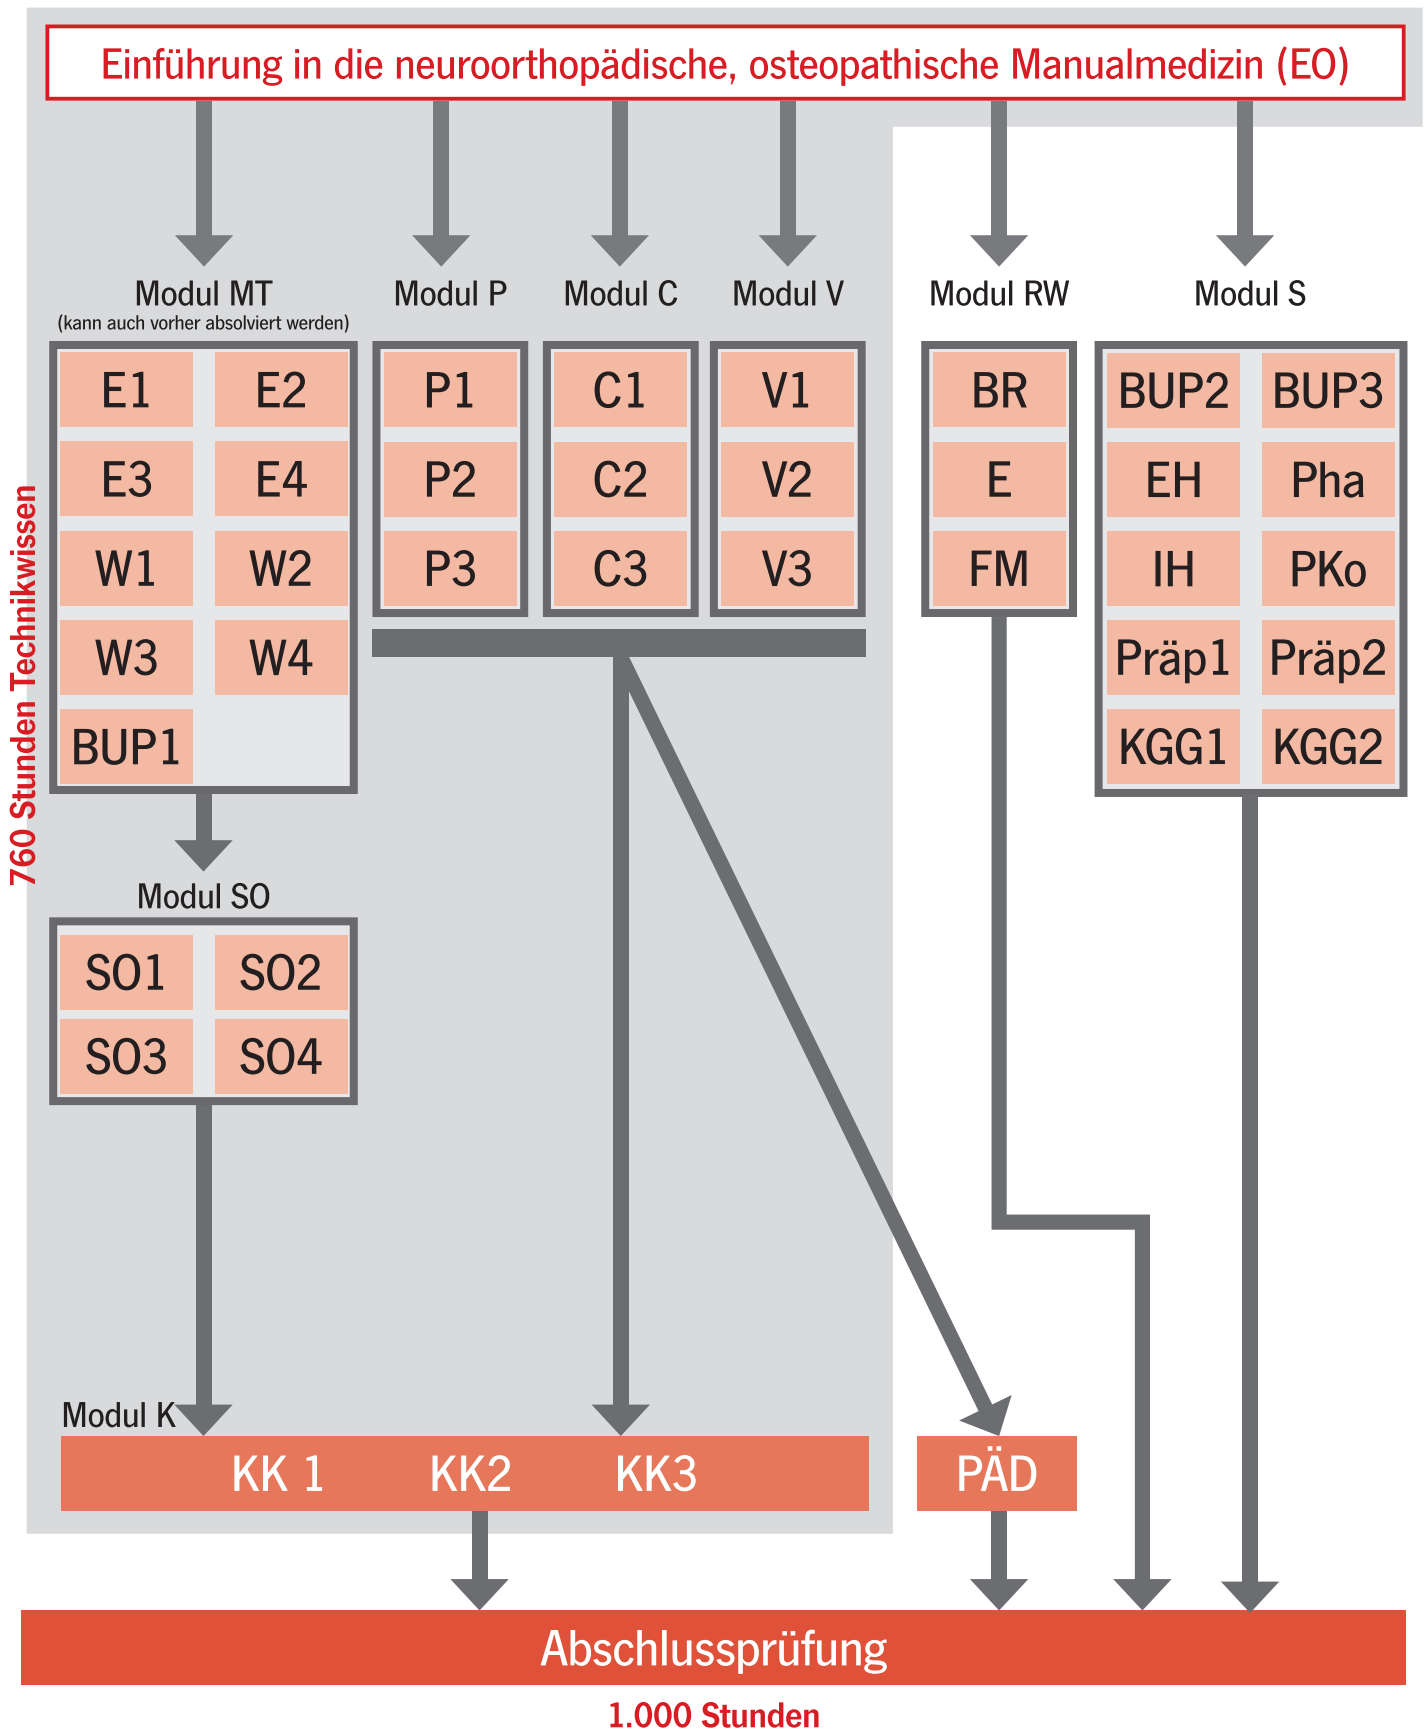 Einführung in die neuroorthopädische, osteopathische Manualmedizin (EO)
Modul MT
(kann auch vorher absolviert werden)
E1 E2
E3 E4
W1 W2
W3 W4
BUP1
Modul P
P1
P2
P3
Modul C
C1
C2
C3
Modul V
V1
V2
V3
Modul RW
BR
E
FM
Modul S
BUP2 BUP3
EH Pha
IH PKo
Präp1 Präp2
KGG1 KGG2
760 Stunden Technikwissen
Modul SO
SO1 SO2
SO3 SO4
Modul K
KK 1 KK2 KK3
PÄD
Abschlussprüfung
1.000 Stunden